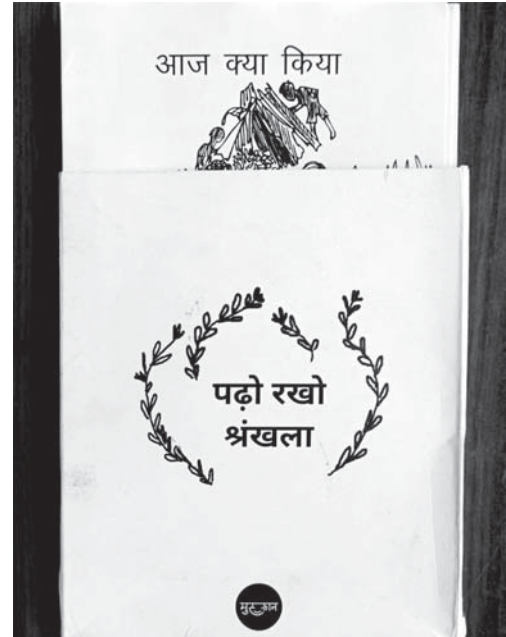 आज क्या किया
पढ़ो रखो
श्रंखला
मुस्कान